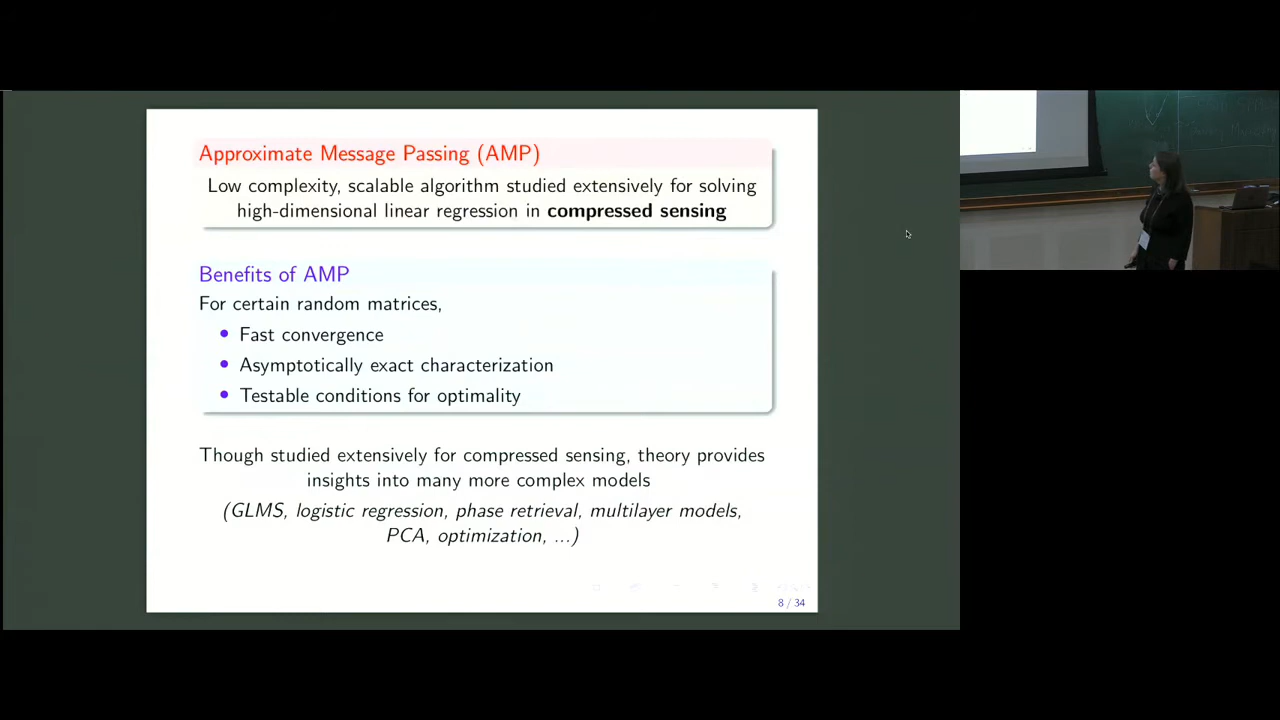 Approximate Message Passing (AMP)
Low complexity, scalable algorithm studied extensively for solving
high-dimensional linear regression in compressed sensing
Benefits of AMP
For certain random matrices,
• Fast convergence
• Asymptotically exact characterization
• Testable conditions for optimality
Though studied extensively for compressed sensing, theory provides
insights into many more complex models
(GLMS, logistic regression, phase retrieval, multilayer models,
PCA, optimization, ...)
8 / 34